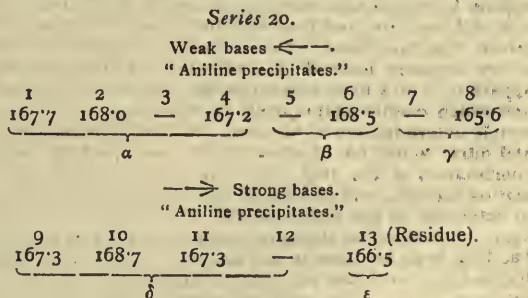 Series 20.
Weak bases <—.
"Aniline precipitates."
1 2 3 4 5 6 7 8
167·7 168·0 — 167·2 — 168·5 — 165·6
α β γ
—> Strong bases.
"Aniline precipitates."
9 10 11 12 13 (Residue).
167·3 168·7 167·3 — 166·5
δ ε